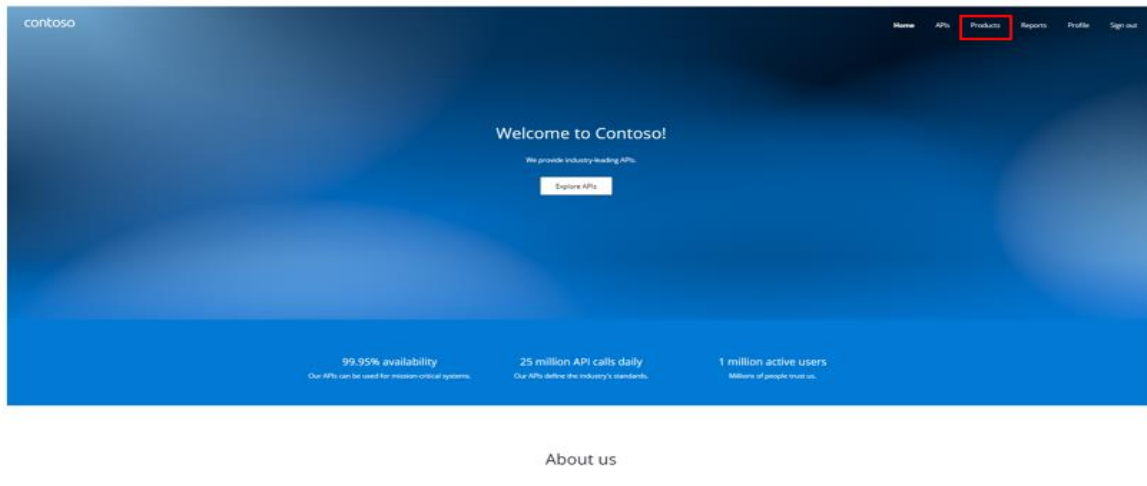 contoso
Home APIs Products Reports Profile Sign out
Welcome to Contoso!
We provide industry-leading APIs.
Explore APIs
99.95% availability 25 million API calls daily 1 million active users
Our APIs can be used for mission-critical systems. Our APIs define the industry's standards. Millions of people trust us.
About us